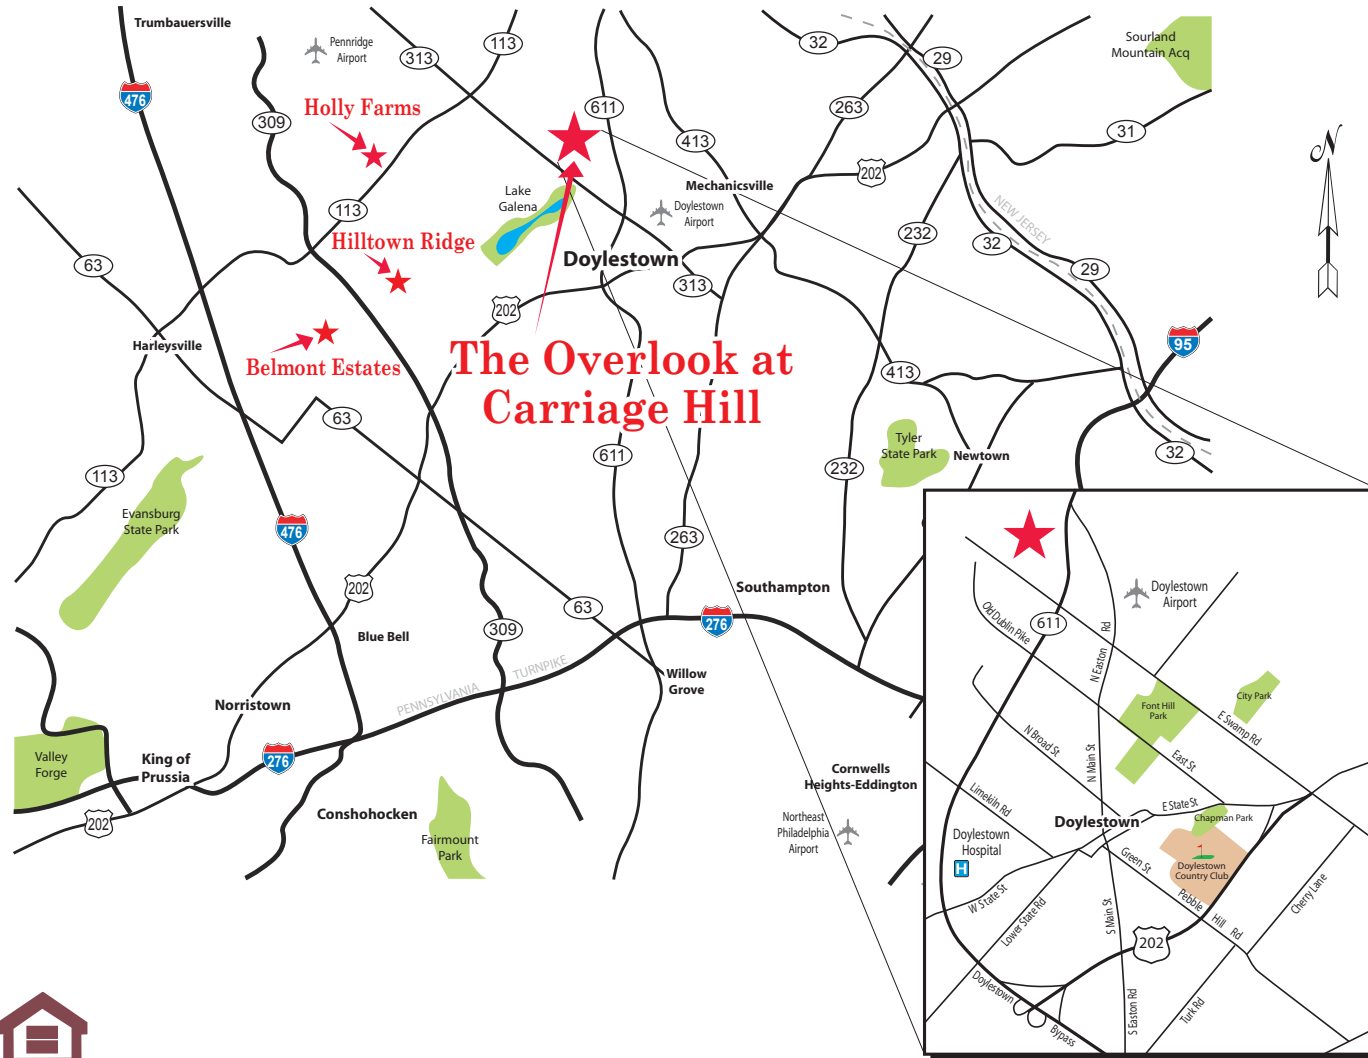 Trumbauersville
Pennridge
Airport
313
113
611
32
29
Sourland
Mountain Acq
476
309
Holly Farms
263
413
31
202
Mechanicsville
Lake
Galena
Doylestown
Airport
113
NEW JERSEY
232
32
29
Hilltown Ridge
63
Doylestown
313
202
N
95
Harleysville
Belmont Estates
The Overlook at
Carriage Hill
413
63
611
Tyler
State Park
Newtown
232
32
113
Evansburg
State Park
476
263
202
Southampton
63
276
309
Blue Bell
PENNSYLVANIA
TURNPIKE
Willow
Grove
Norristown
Valley
Forge
King of
Prussia
276
202
Conshohocken
Fairmount
Park
Cornwells
Heights-Eddington
Northeast
Philadelphia
Airport
Doylestown
Airport
611
Old Dublin Pike
N Easton Rd
Font Hill
Park
City Park
E Swamp Rd
N Broad St
N Main St
East St
Limekiln Rd
E State St
Doylestown
Chapman Park
Doylestown
Hospital
H
Green St
Doylestown
Country Club
Pebble Hill Rd
Cherry Lane
W State St
Lower State Rd
S Main St
202
Doylestown
Bypass
S Easton Rd
Turk Rd